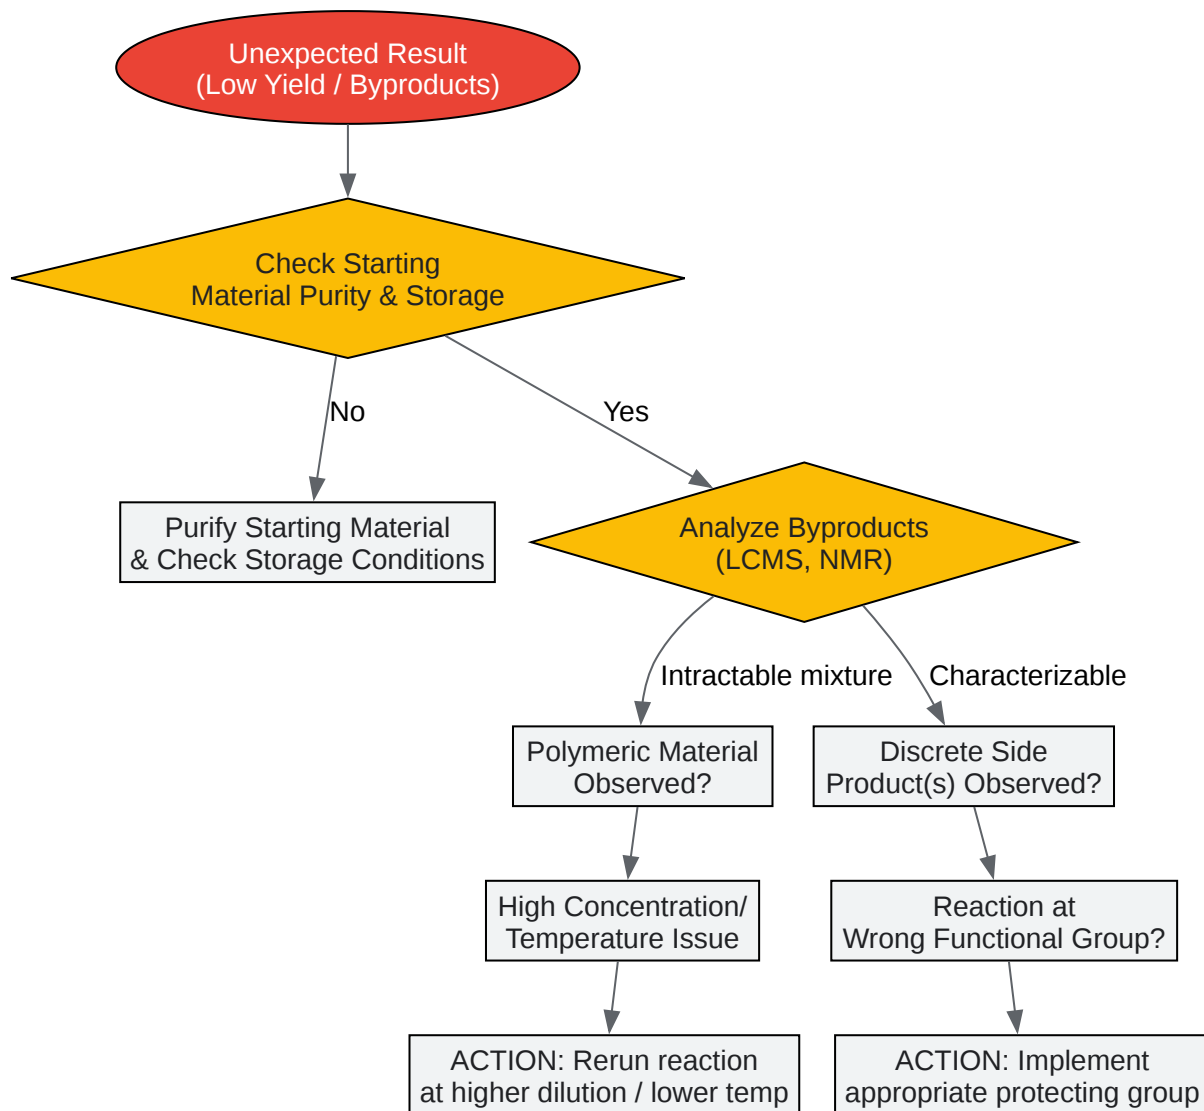 Unexpected Result
(Low Yield / Byproducts)
Check Starting
Material Purity & Storage
No
Yes
Purify Starting Material
& Check Storage Conditions
Analyze Byproducts
(LCMS, NMR)
Intractable mixture
Characterizable
Polymeric Material
Observed?
Discrete Side
Product(s) Observed?
High Concentration/
Temperature Issue
Reaction at
Wrong Functional Group?
ACTION: Rerun reaction
at higher dilution / lower temp
ACTION: Implement
appropriate protecting group